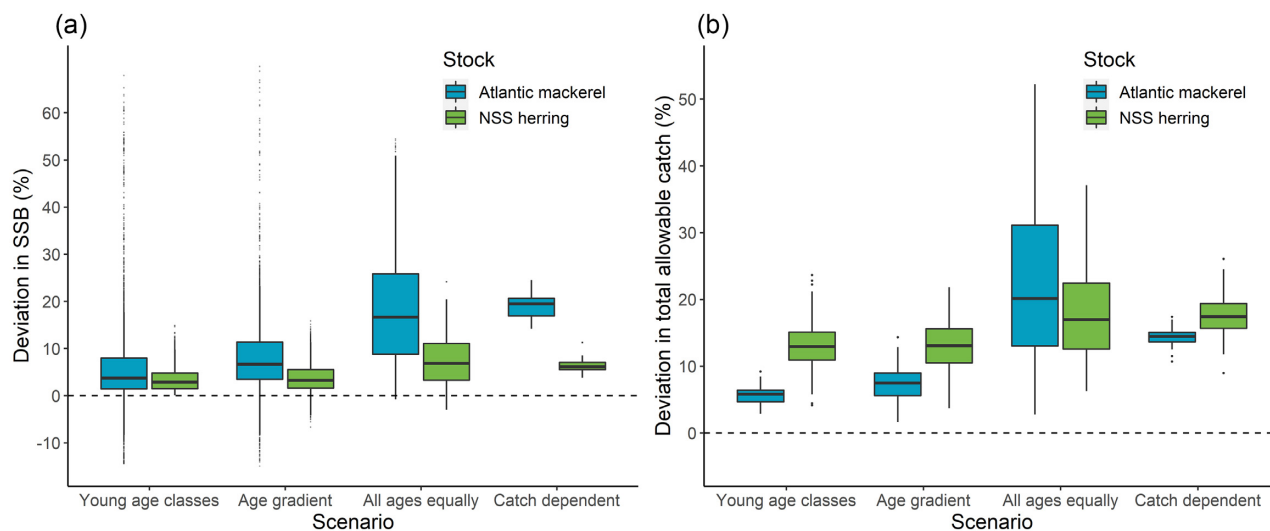 (a)
Stock
Atlantic mackerel
NSS herring
Deviation in SSB (%)
60
50
40
30
20
10
0
-10
Young age classes
Age gradient
All ages equally
Catch dependent
Scenario
(b)
Stock
Atlantic mackerel
NSS herring
Deviation in total allowable catch (%)
50
40
30
20
10
0
Young age classes
Age gradient
All ages equally
Catch dependent
Scenario